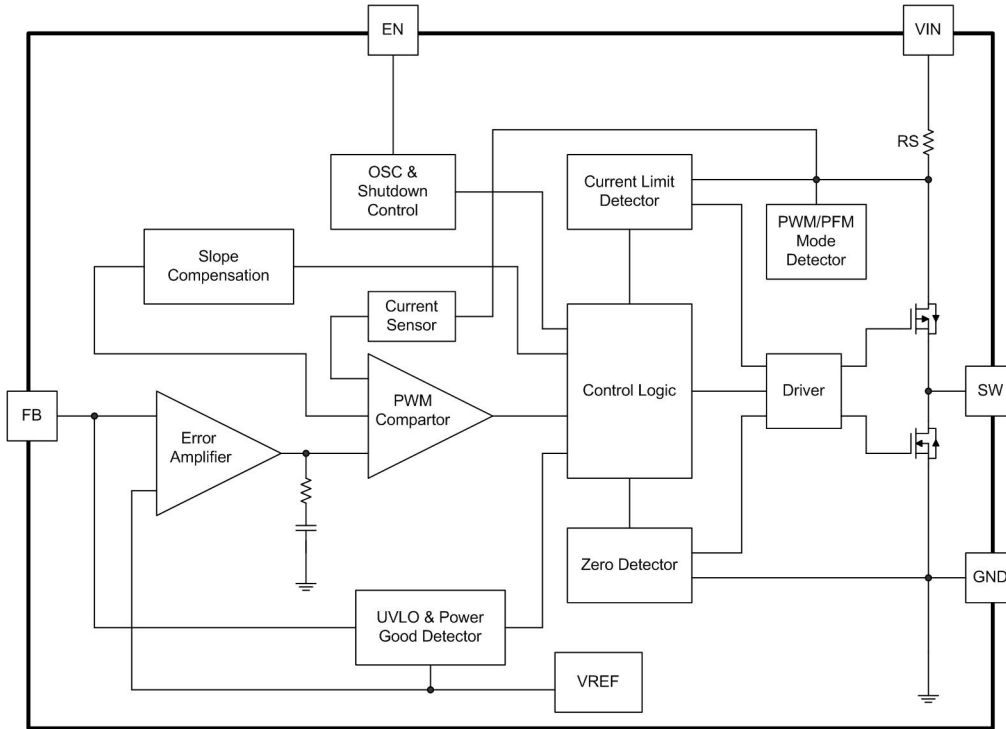 EN
VIN
RS
OSC &
Shutdown
Control
Current Limit
Detector
PWM/PFM
Mode
Detector
Slope
Compensation
Current
Sensor
FB
Error
Amplifier
PWM
Compartor
Control Logic
Driver
SW
Zero Detector
GND
UVLO & Power
Good Detector
VREF